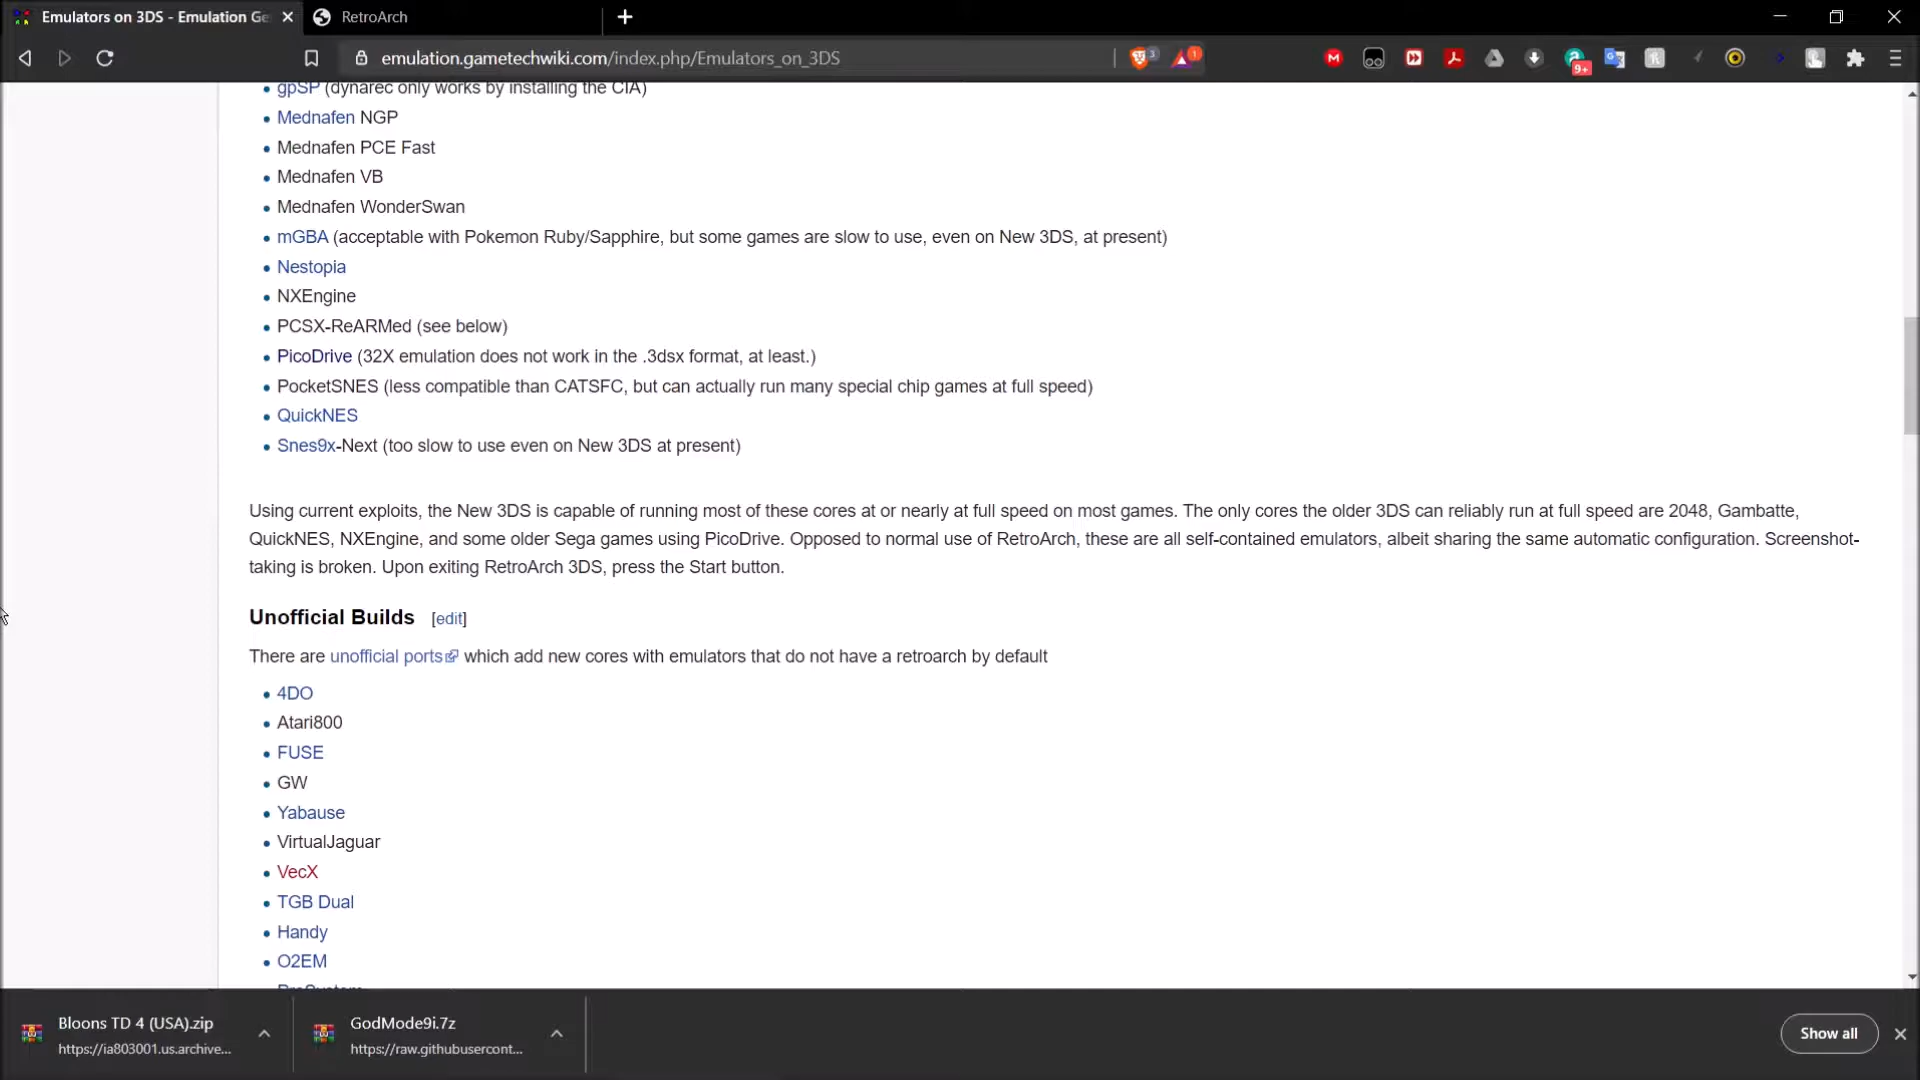 Emulators on 3DS - Emulation Ge
RetroArch
emulation.gametechwiki.com/index.php/Emulators_on_3DS
3
1
9+
gpSP (dynarec only works by installing the CIA)
Mednafen NGP
Mednafen PCE Fast
Mednafen VB
Mednafen WonderSwan
mGBA (acceptable with Pokemon Ruby/Sapphire, but some games are slow to use, even on New 3DS, at present)
Nestopia
NXEngine
PCSX-ReARMed (see below)
PicoDrive (32X emulation does not work in the .3dsx format, at least.)
PocketSNES (less compatible than CATSFC, but can actually run many special chip games at full speed)
QuickNES
Snes9x-Next (too slow to use even on New 3DS at present)
Using current exploits, the New 3DS is capable of running most of these cores at or nearly at full speed on most games. The only cores the older 3DS can reliably run at full speed are 2048, Gambatte,
QuickNES, NXEngine, and some older Sega games using PicoDrive. Opposed to normal use of RetroArch, these are all self-contained emulators, albeit sharing the same automatic configuration. Screenshot-
taking is broken. Upon exiting RetroArch 3DS, press the Start button.
Unofficial Builds [edit]
There are unofficial ports which add new cores with emulators that do not have a retroarch by default
4DO
Atari800
FUSE
GW
Yabause
VirtualJaguar
VecX
TGB Dual
Handy
O2EM
ProSystem
Bloons TD 4 (USA).zip
https://ia803001.us.archive...
GodMode9i.7z
https://raw.githubusercont...
Show all